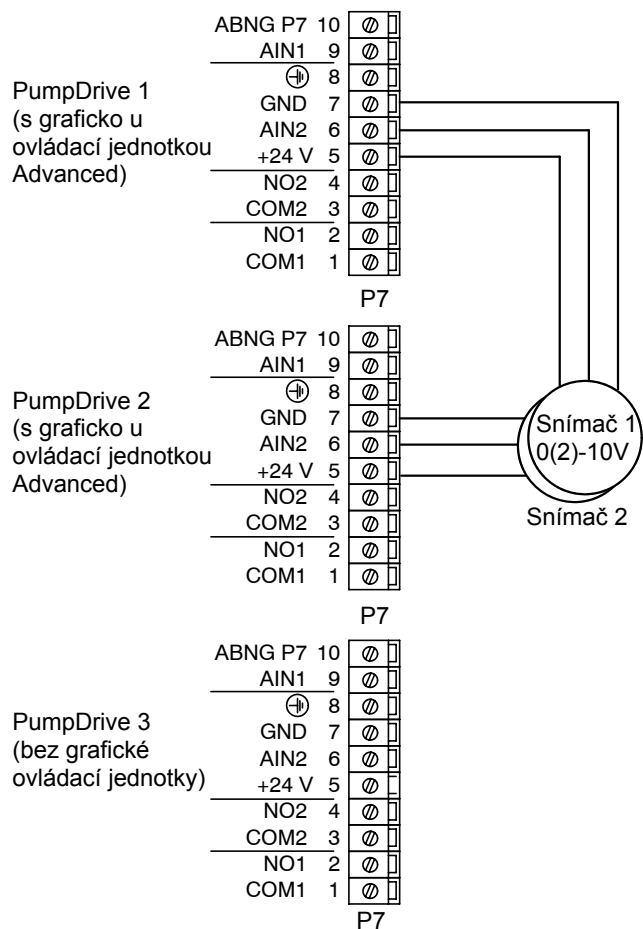 ABNG P7 10
AIN1 9
8
GND 7
AIN2 6
+24 V 5
NO2 4
COM2 3
NO1 2
COM1 1
P7
PumpDrive 1
(s graficko u
ovládací jednotkou
Advanced)
ABNG P7 10
AIN1 9
8
GND 7
AIN2 6
+24 V 5
NO2 4
COM2 3
NO1 2
COM1 1
P7
PumpDrive 2
(s graficko u
ovládací jednotkou
Advanced)
Snímač 1
0(2)-10V
Snímač 2
ABNG P7 10
AIN1 9
8
GND 7
AIN2 6
+24 V 5
NO2 4
COM2 3
NO1 2
COM1 1
P7
PumpDrive 3
(bez grafické
ovládací jednotky)